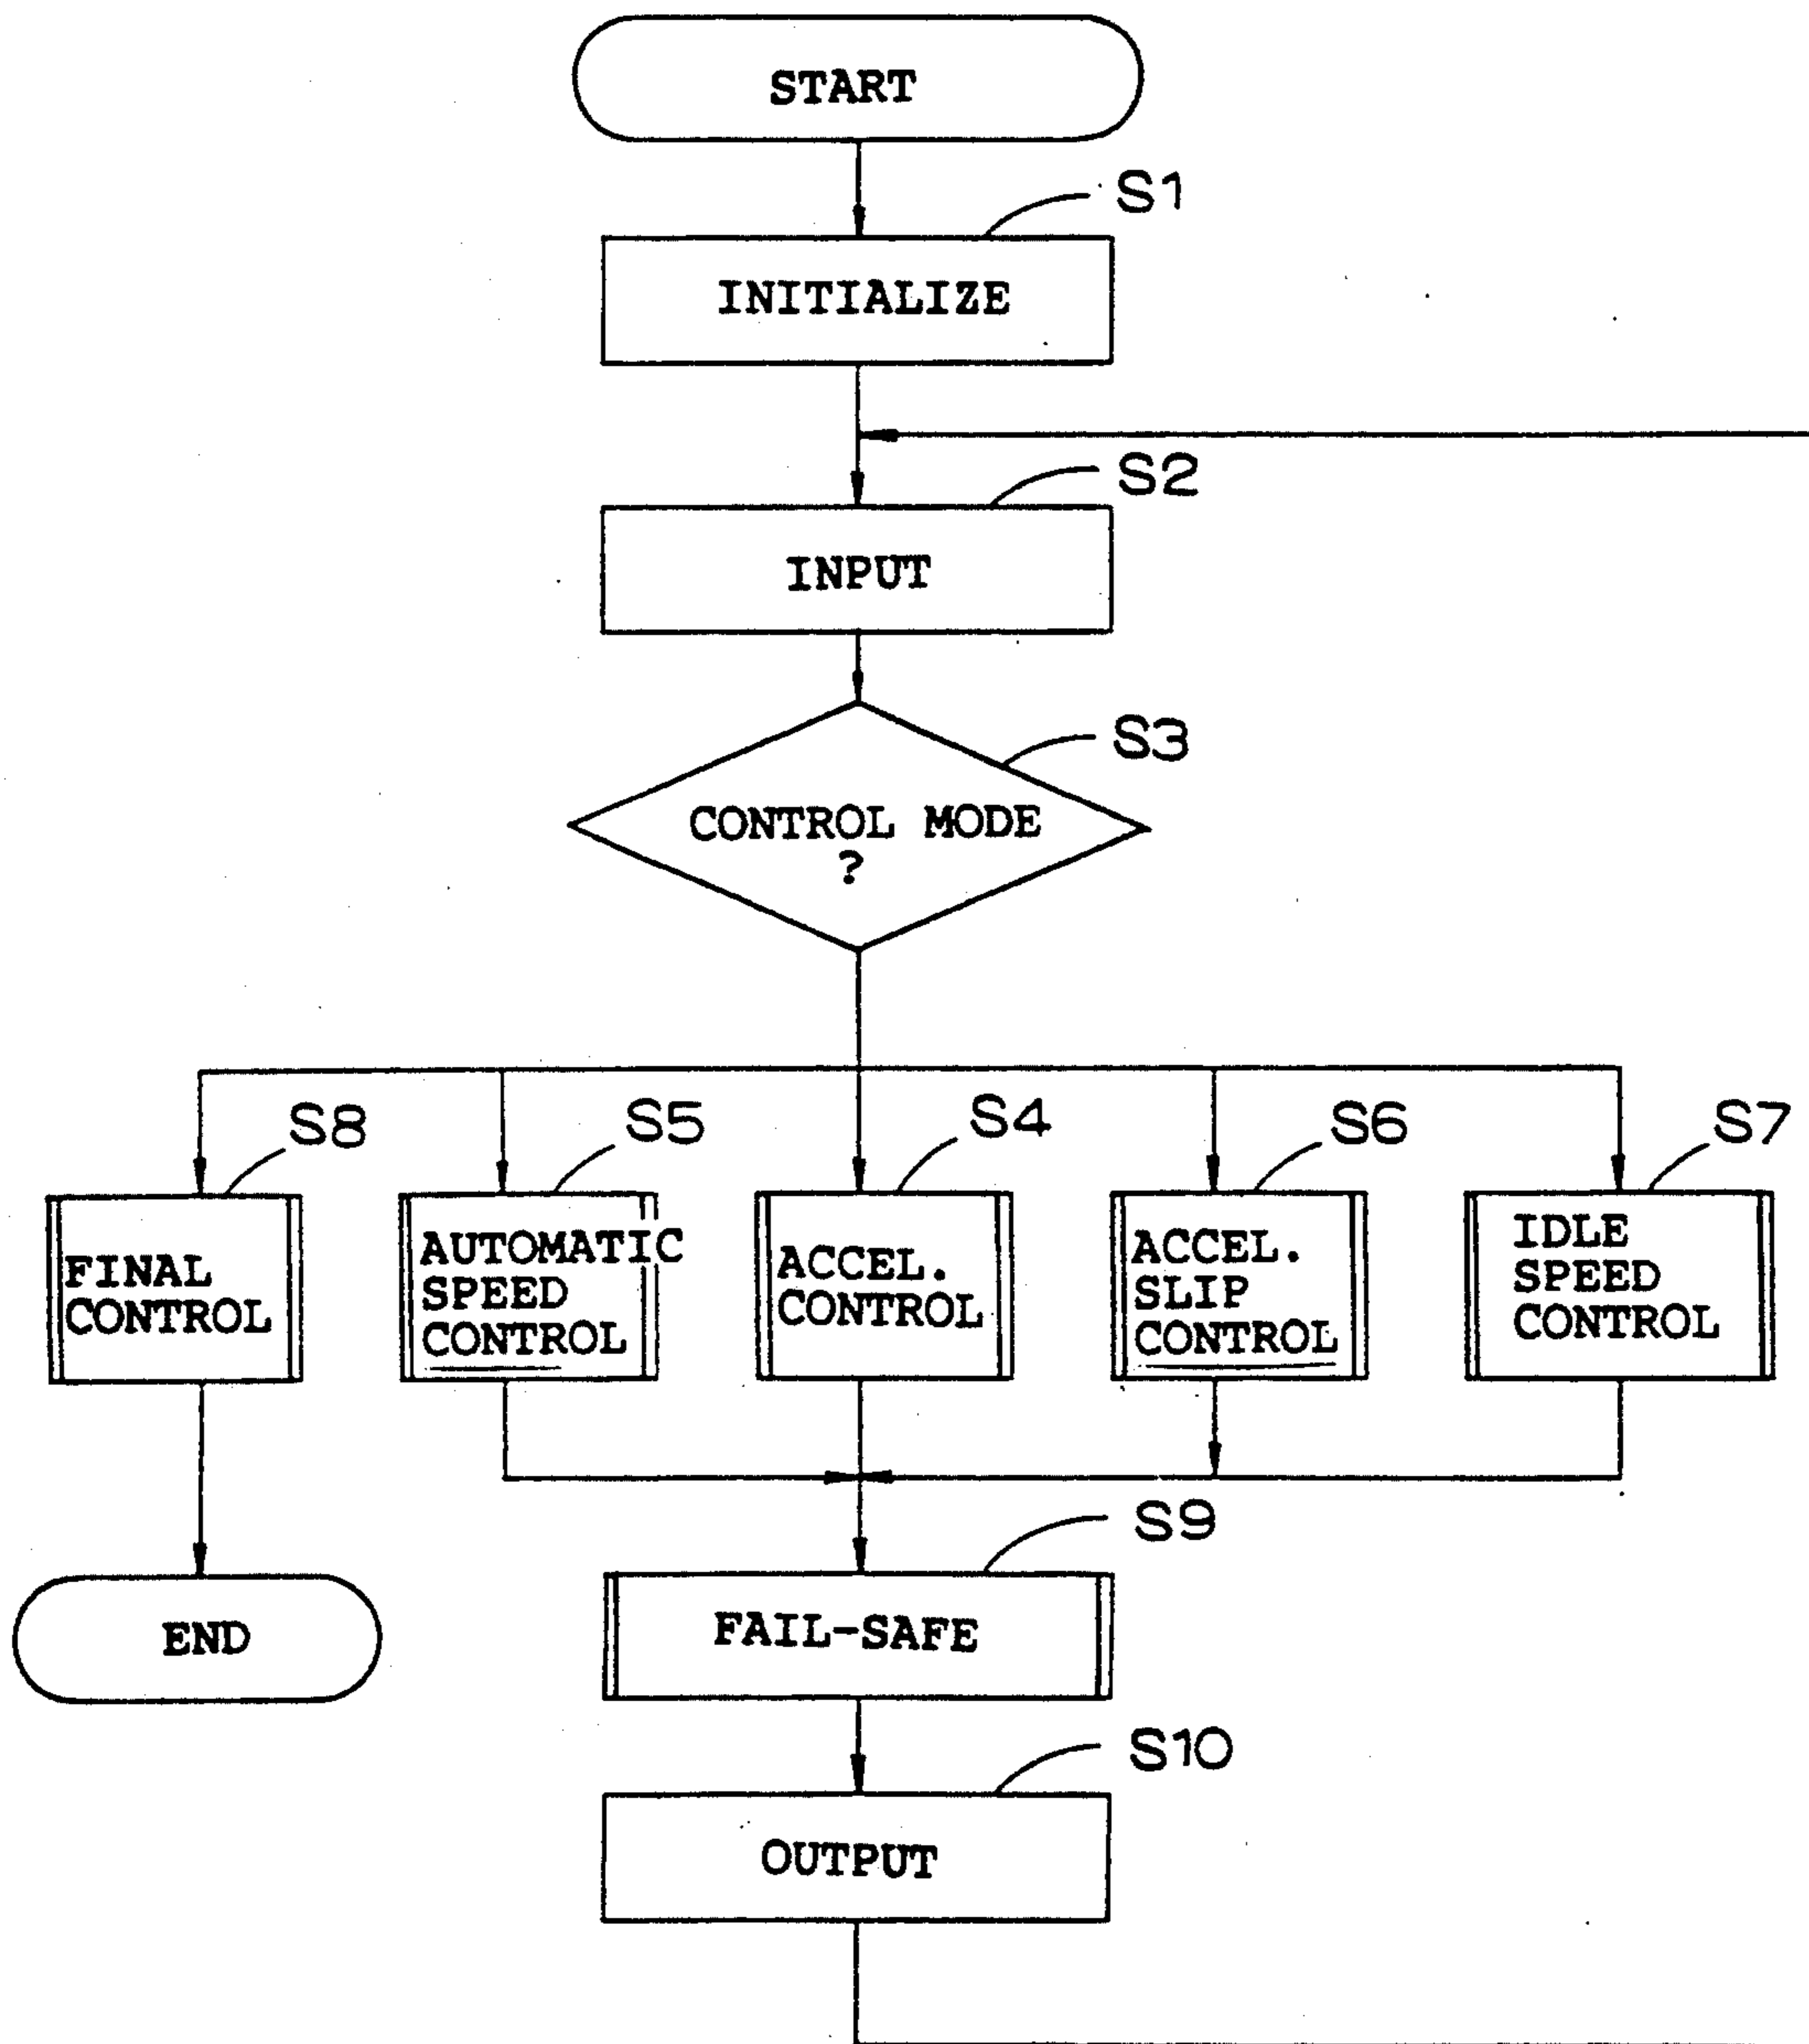 START
S1
INITIALIZE
S2
INPUT
S3
CONTROL MODE
?
S8
S5
S4
S6
S7
FINAL
CONTROL
AUTOMATIC
SPEED
CONTROL
ACCEL.
CONTROL
ACCEL.
SLIP
CONTROL
IDLE
SPEED
CONTROL
S9
END
FAIL-SAFE
S10
OUTPUT